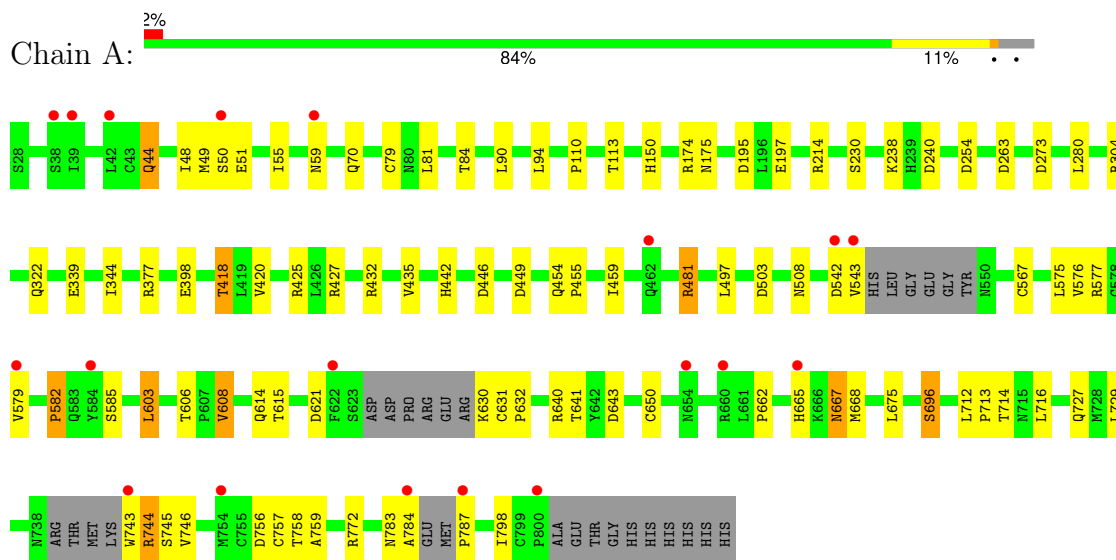 2%
Chain A:
84% 11% • •
S28 S38 I39 L42 C43 Q44 I48 M49 S50 E51 I55 N59 Q70 C79 N80 L81 T84 L90 L94 P110 T113 H150 R174 N175 D195 L196 E197 R214 S230 K238 H239 D240 D254 D263 D273 L280 R304
Q322 E339 I344 R377 E398 T418 L419 V420 R425 L426 R427 R432 V435 H442 D446 D449 Q454 P455 I459 Q462 R481 L497 D503 N508 D542 V543 HIS LEU GLY GLU GLY TYR N550 C567 L575 V576 R577 C578
V579 P582 Q583 Y584 S585 L603 T606 P607 V608 Q614 T615 D621 F622 S623 ASP ASP PRO ARG GLU ARG K630 C631 P632 R640 T641 Y642 D643 C650 N654 R660 L661 P662 H665 K666 N667 M668 L675 S696 L712 P713 T714 N715 L716 Q727 M728 L729
N738 ARG THR MET LYS W743 R744 S745 V746 M754 C755 D756 C757 T758 A759 R772 N783 A784 GLU MET P787 I798 C799 P800 ALA GLU THR GLY HIS HIS HIS HIS HIS HIS